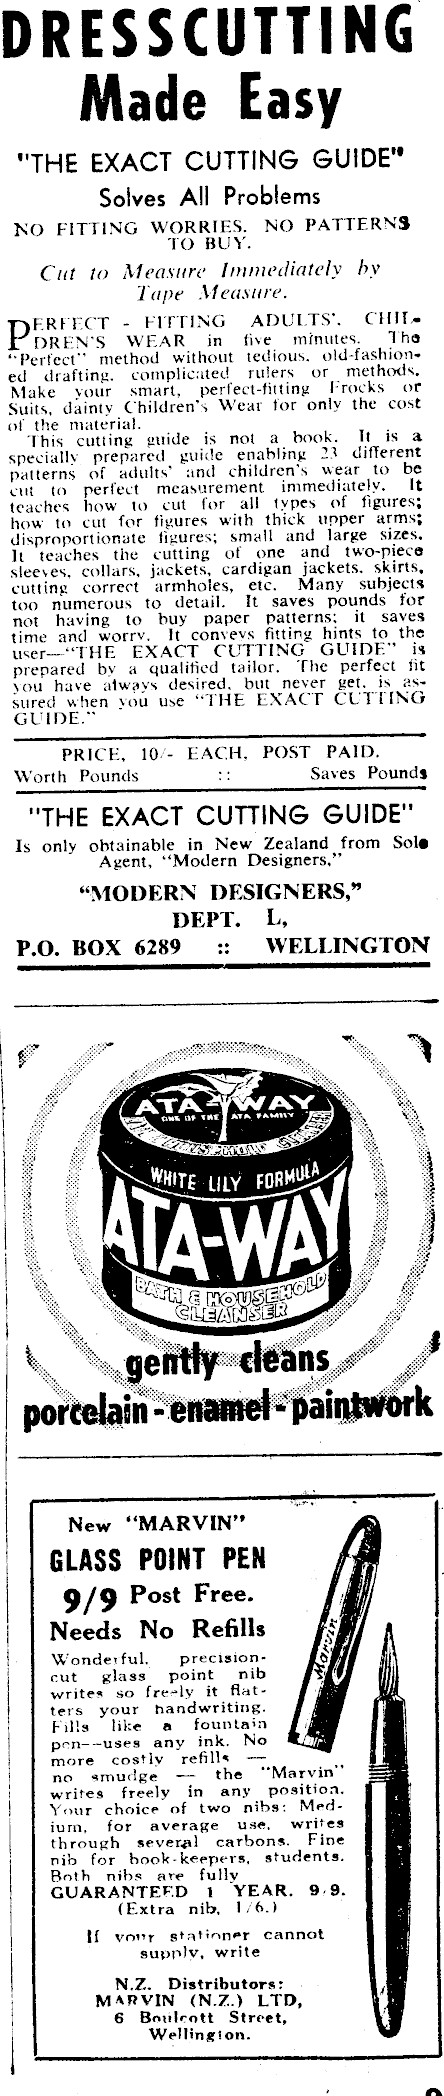 DRESSCUTTING
Made Easy
"THE EXACT CUTTING GUIDE"
Solves All Problems
NO FITTING WORRIES. NO PATTERNS
TO BUY.
Cut to Measure Immediately by
Tape Measure.
PERFECT - FITTING ADULTS', CHIL-
DREN'S WEAR in five minutes. The
"Perfect" method without tedious, old-fashion-
ed drafting, complicated rulers or methods.
Make your smart, perfect-fitting Frocks or
Suits, dainty Children's Wear for only the cost
of the material.
This cutting guide is not a book. It is a
specially prepared guide enabling 23 different
patterns of adults' and children's wear to be
cut to perfect measurement immediately. It
teaches how to cut for all types of figures;
how to cut for figures with thick upper arms;
disproportionate figures; small and large sizes.
It teaches the cutting of one and two-piece
sleeves, collars, jackets, cardigan jackets, skirts,
cutting correct armholes, etc. Many subjects
too numerous to detail. It saves pounds for
not having to buy paper patterns; it saves
time and worry. It conveys fitting hints to the
user—"THE EXACT CUTTING GUIDE" is
prepared by a qualified tailor. The perfect fit
you have always desired, but never get, is as-
sured when you use "THE EXACT CUTTING
GUIDE."
PRICE, 10/- EACH, POST PAID.
Worth Pounds :: Saves Pounds
"THE EXACT CUTTING GUIDE"
Is only obtainable in New Zealand from Sole
Agent, "Modern Designers,"
"MODERN DESIGNERS,"
DEPT. L,
P.O. BOX 6289 :: WELLINGTON
ATA-WAY
ONE OF THE ATA FAMILY
WHITE LILY FORMULA
ATA-WAY
BATH & HOUSEHOLD
CLEANSER
gently cleans
porcelain - enamel - paintwork
New "MARVIN"
GLASS POINT PEN
9/9 Post Free.
Needs No Refills
Wonderful, precision-
cut glass point nib
writes so freely it flat-
ters your handwriting.
Fills like a fountain
pen--uses any ink. No
more costly refills —
no smudge — the "Marvin"
writes freely in any position.
Your choice of two nibs: Med-
ium, for average use, writes
through several carbons. Fine
nib for book-keepers, students.
Both nibs are fully
GUARANTEED 1 YEAR. 9/9.
(Extra nib, 1/6.)
If your stationer cannot
supply, write
N.Z. Distributors:
MARVIN (N.Z.) LTD,
6 Boulcott Street,
Wellington.
Marvin